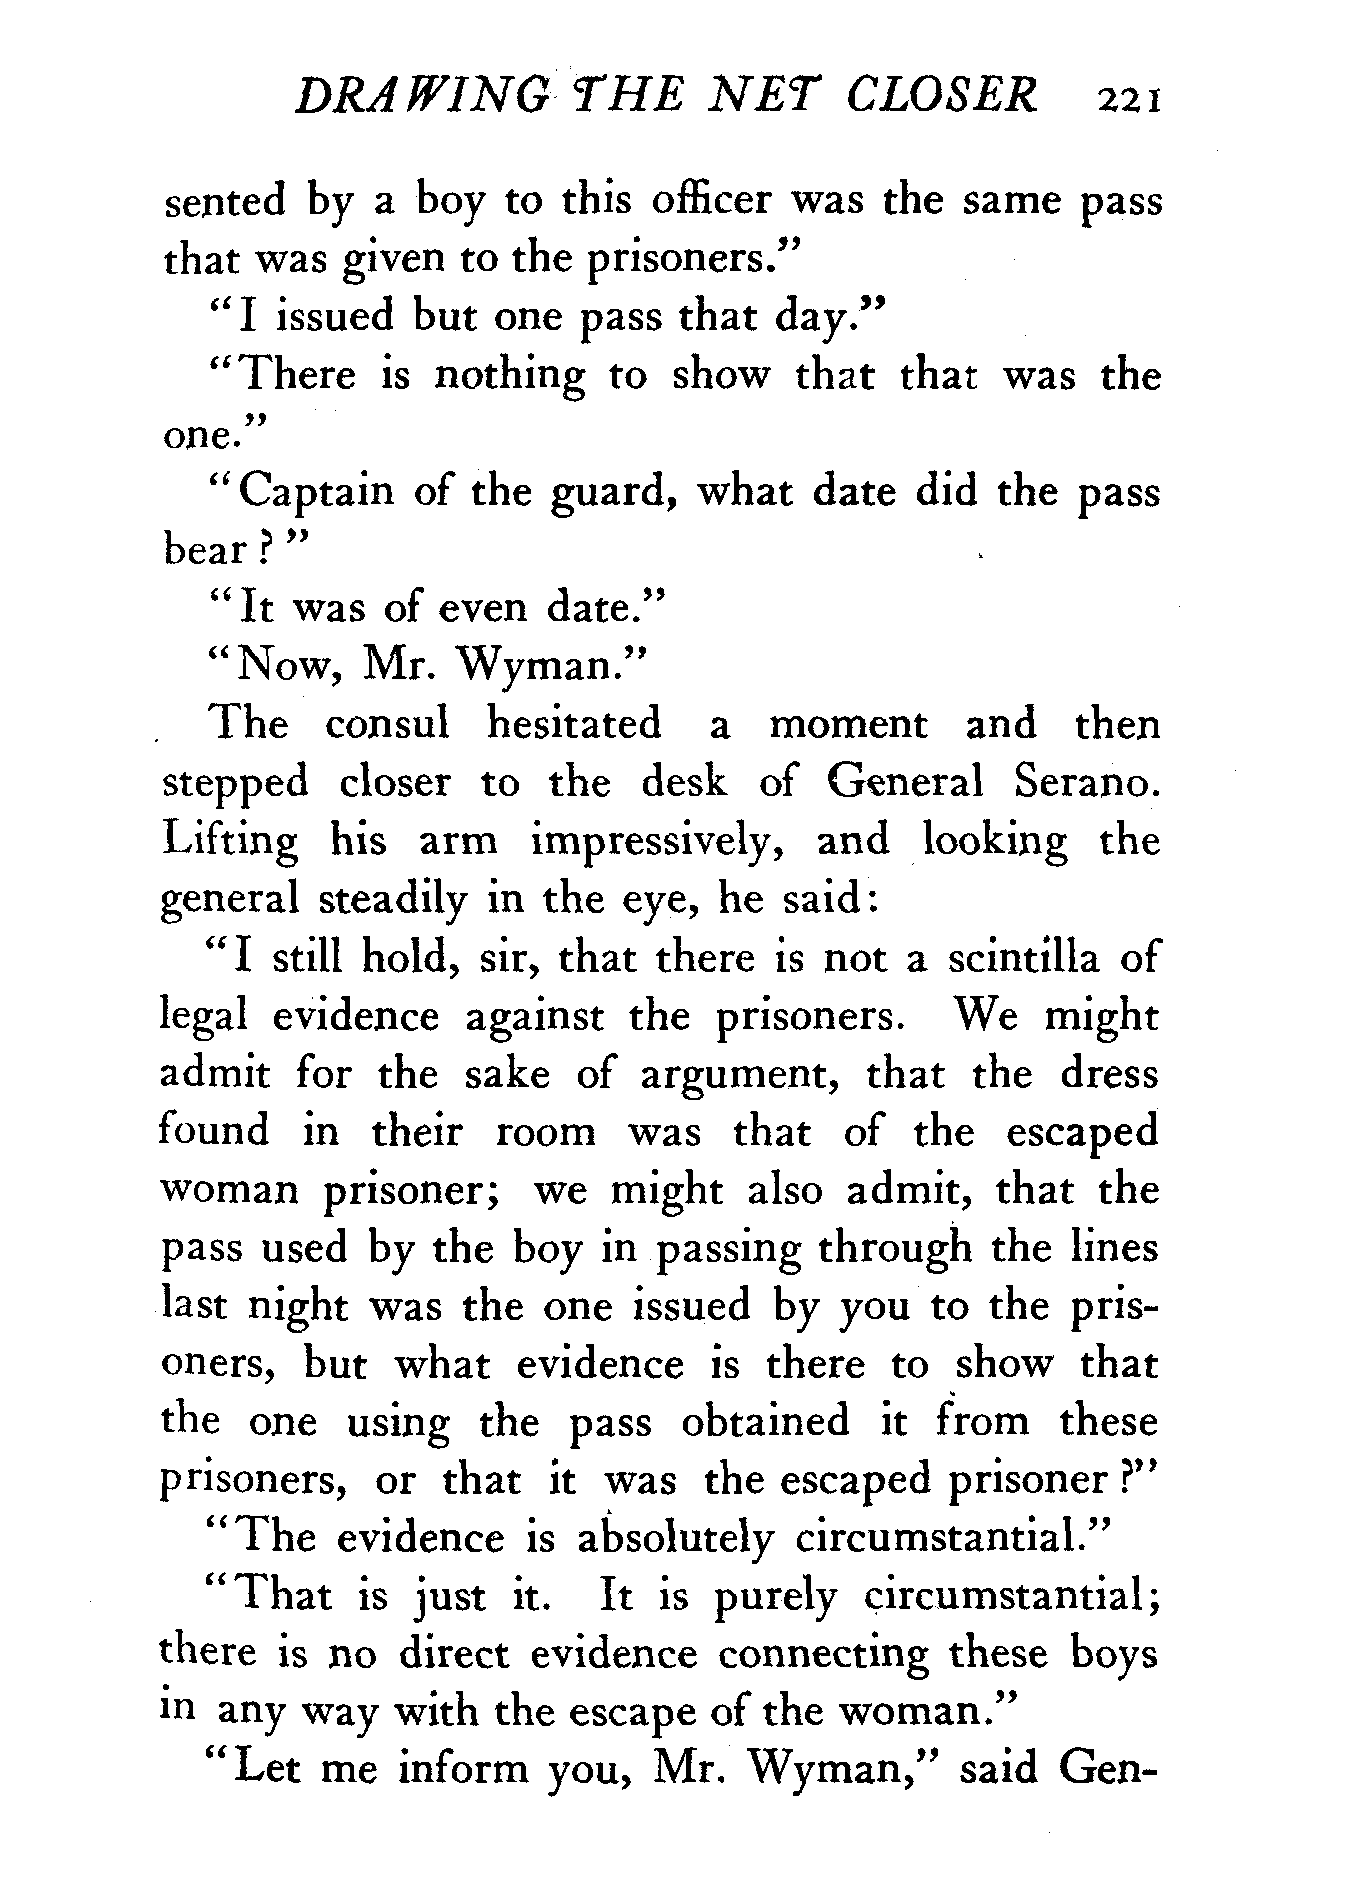 DRAWING THE NET CLOSER 221
sented by a boy to this officer was the same pass
that was given to the prisoners."
"I issued but one pass that day."
"There is nothing to show that that was the
one."
"Captain of the guard, what date did the pass
bear?"
"It was of even date."
"Now, Mr. Wyman."
The consul hesitated a moment and then
stepped closer to the desk of General Serano.
Lifting his arm impressively, and looking the
general steadily in the eye, he said:
"I still hold, sir, that there is not a scintilla of
legal evidence against the prisoners. We might
admit for the sake of argument, that the dress
found in their room was that of the escaped
woman prisoner; we might also admit, that the
pass used by the boy in passing through the lines
last night was the one issued by you to the pris-
oners, but what evidence is there to show that
the one using the pass obtained it from these
prisoners, or that it was the escaped prisoner?"
"The evidence is absolutely circumstantial."
"That is just it. It is purely circumstantial;
there is no direct evidence connecting these boys
in any way with the escape of the woman."
"Let me inform you, Mr. Wyman," said Gen-